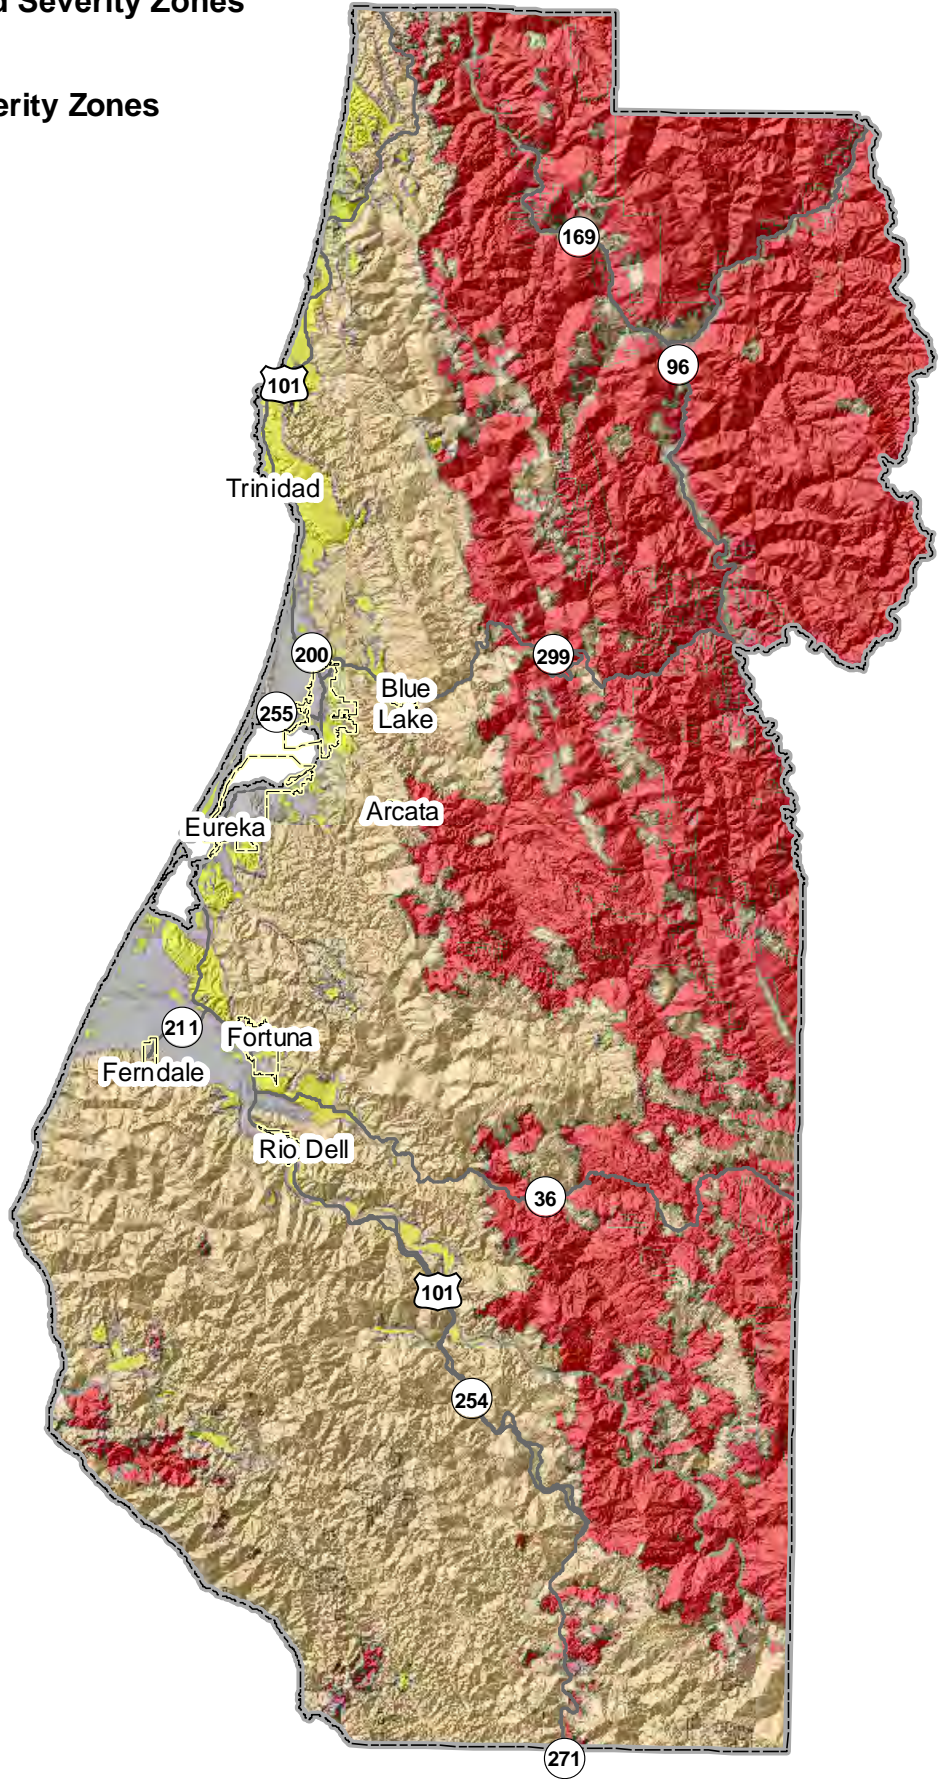 Severity Zones
erity Zones
169
96
101
Trinidad
200
299
255
Blue
Lake
Arcata
Eureka
211
Fortuna
Ferndale
Rio Dell
36
101
254
271